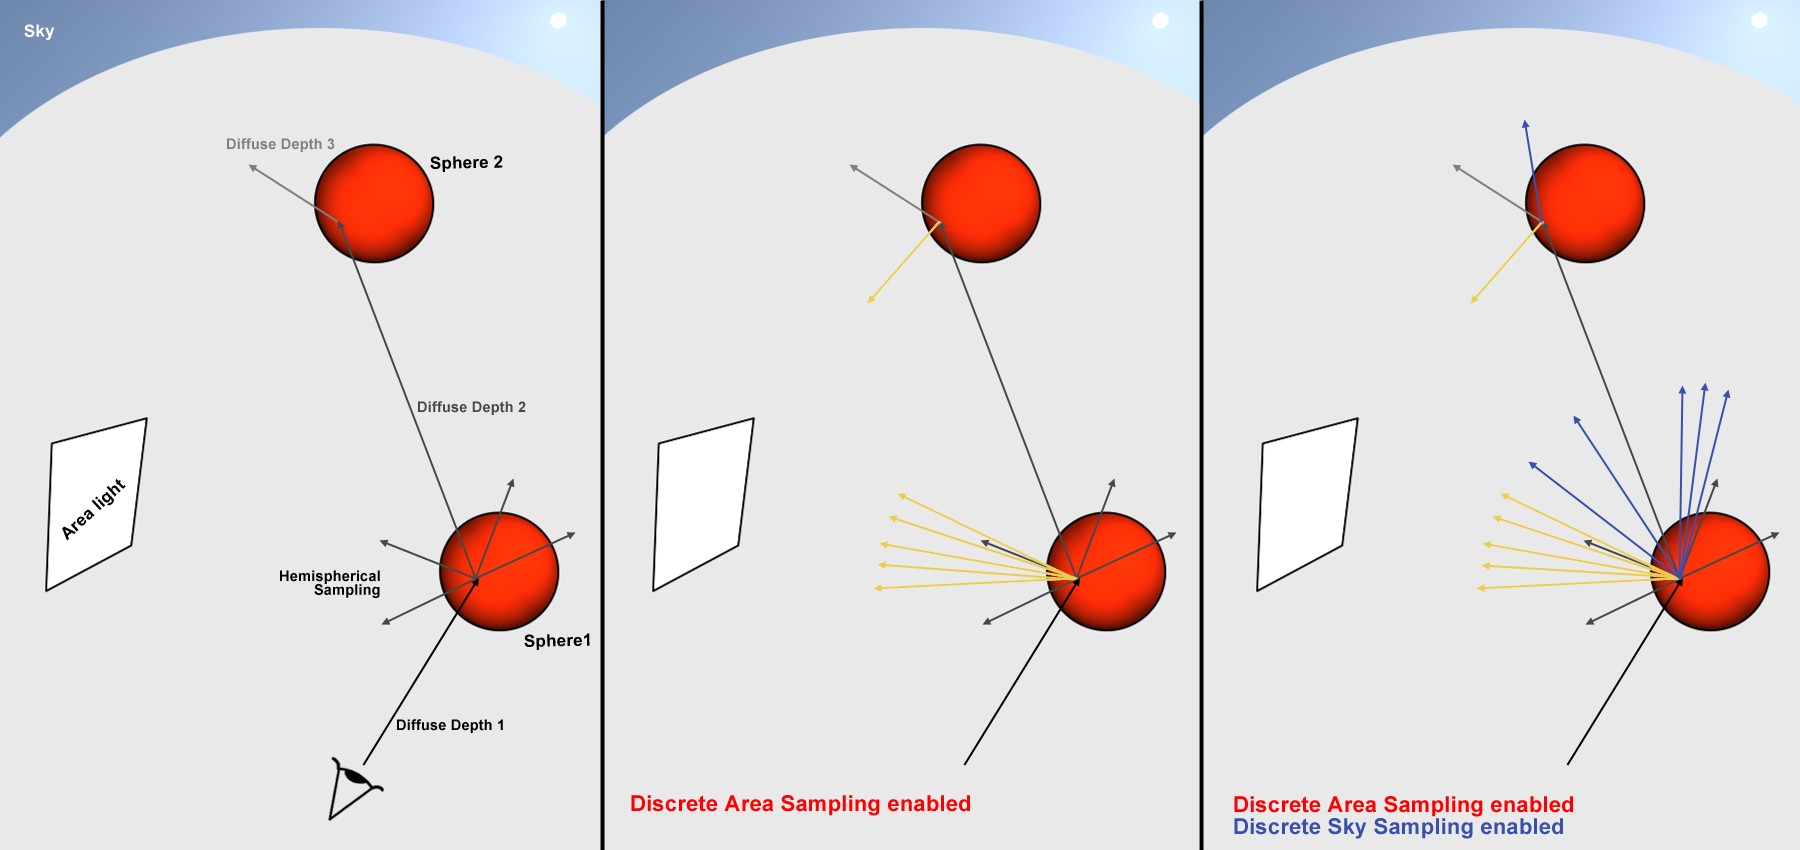 Sky
Diffuse Depth 3
Sphere 2
Diffuse Depth 2
Area light
Hemispherical
Sampling
Sphere1
Diffuse Depth 1
Discrete Area Sampling enabled
Discrete Area Sampling enabled
Discrete Sky Sampling enabled